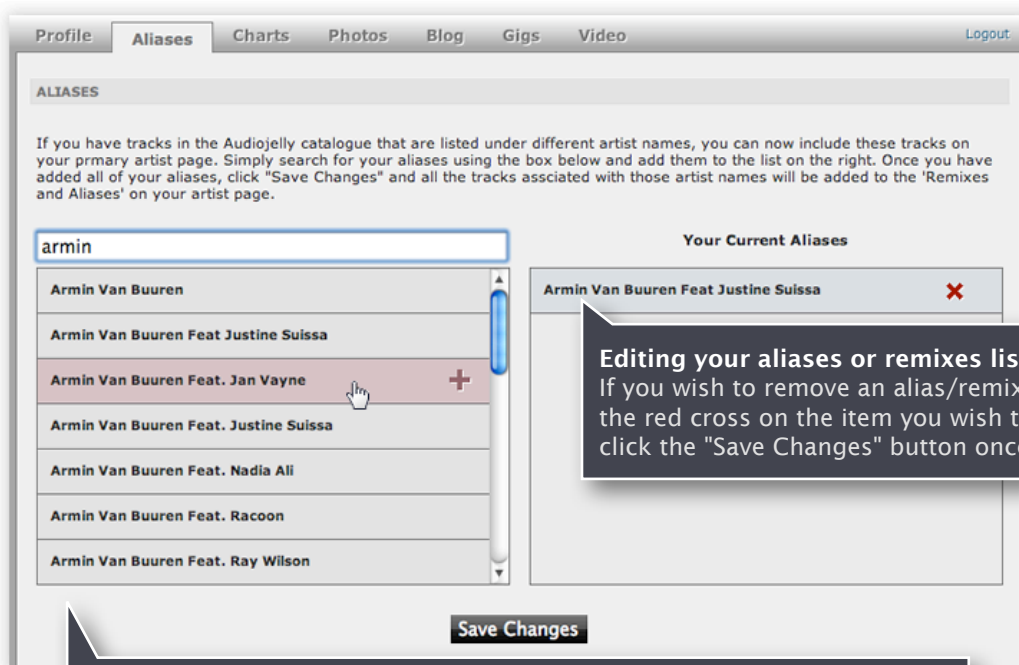 Profile Aliases Charts Photos Blog Gigs Video Logout
ALIASES
If you have tracks in the Audiojelly catalogue that are listed under different artist names, you can now include these tracks on
your prmary artist page. Simply search for your aliases using the box below and add them to the list on the right. Once you have
added all of your aliases, click "Save Changes" and all the tracks assciated with those artist names will be added to the 'Remixes
and Aliases' on your artist page.
armin
Armin Van Buuren
Armin Van Buuren Feat Justine Suissa
Armin Van Buuren Feat. Jan Vayne
Armin Van Buuren Feat. Justine Suissa
Armin Van Buuren Feat. Nadia Ali
Armin Van Buuren Feat. Racoon
Armin Van Buuren Feat. Ray Wilson
Your Current Aliases
Armin Van Buuren Feat Justine Suissa
Editing your aliases or remixes lis
If you wish to remove an alias/remix
the red cross on the item you wish t
click the "Save Changes" button onc
Save Changes